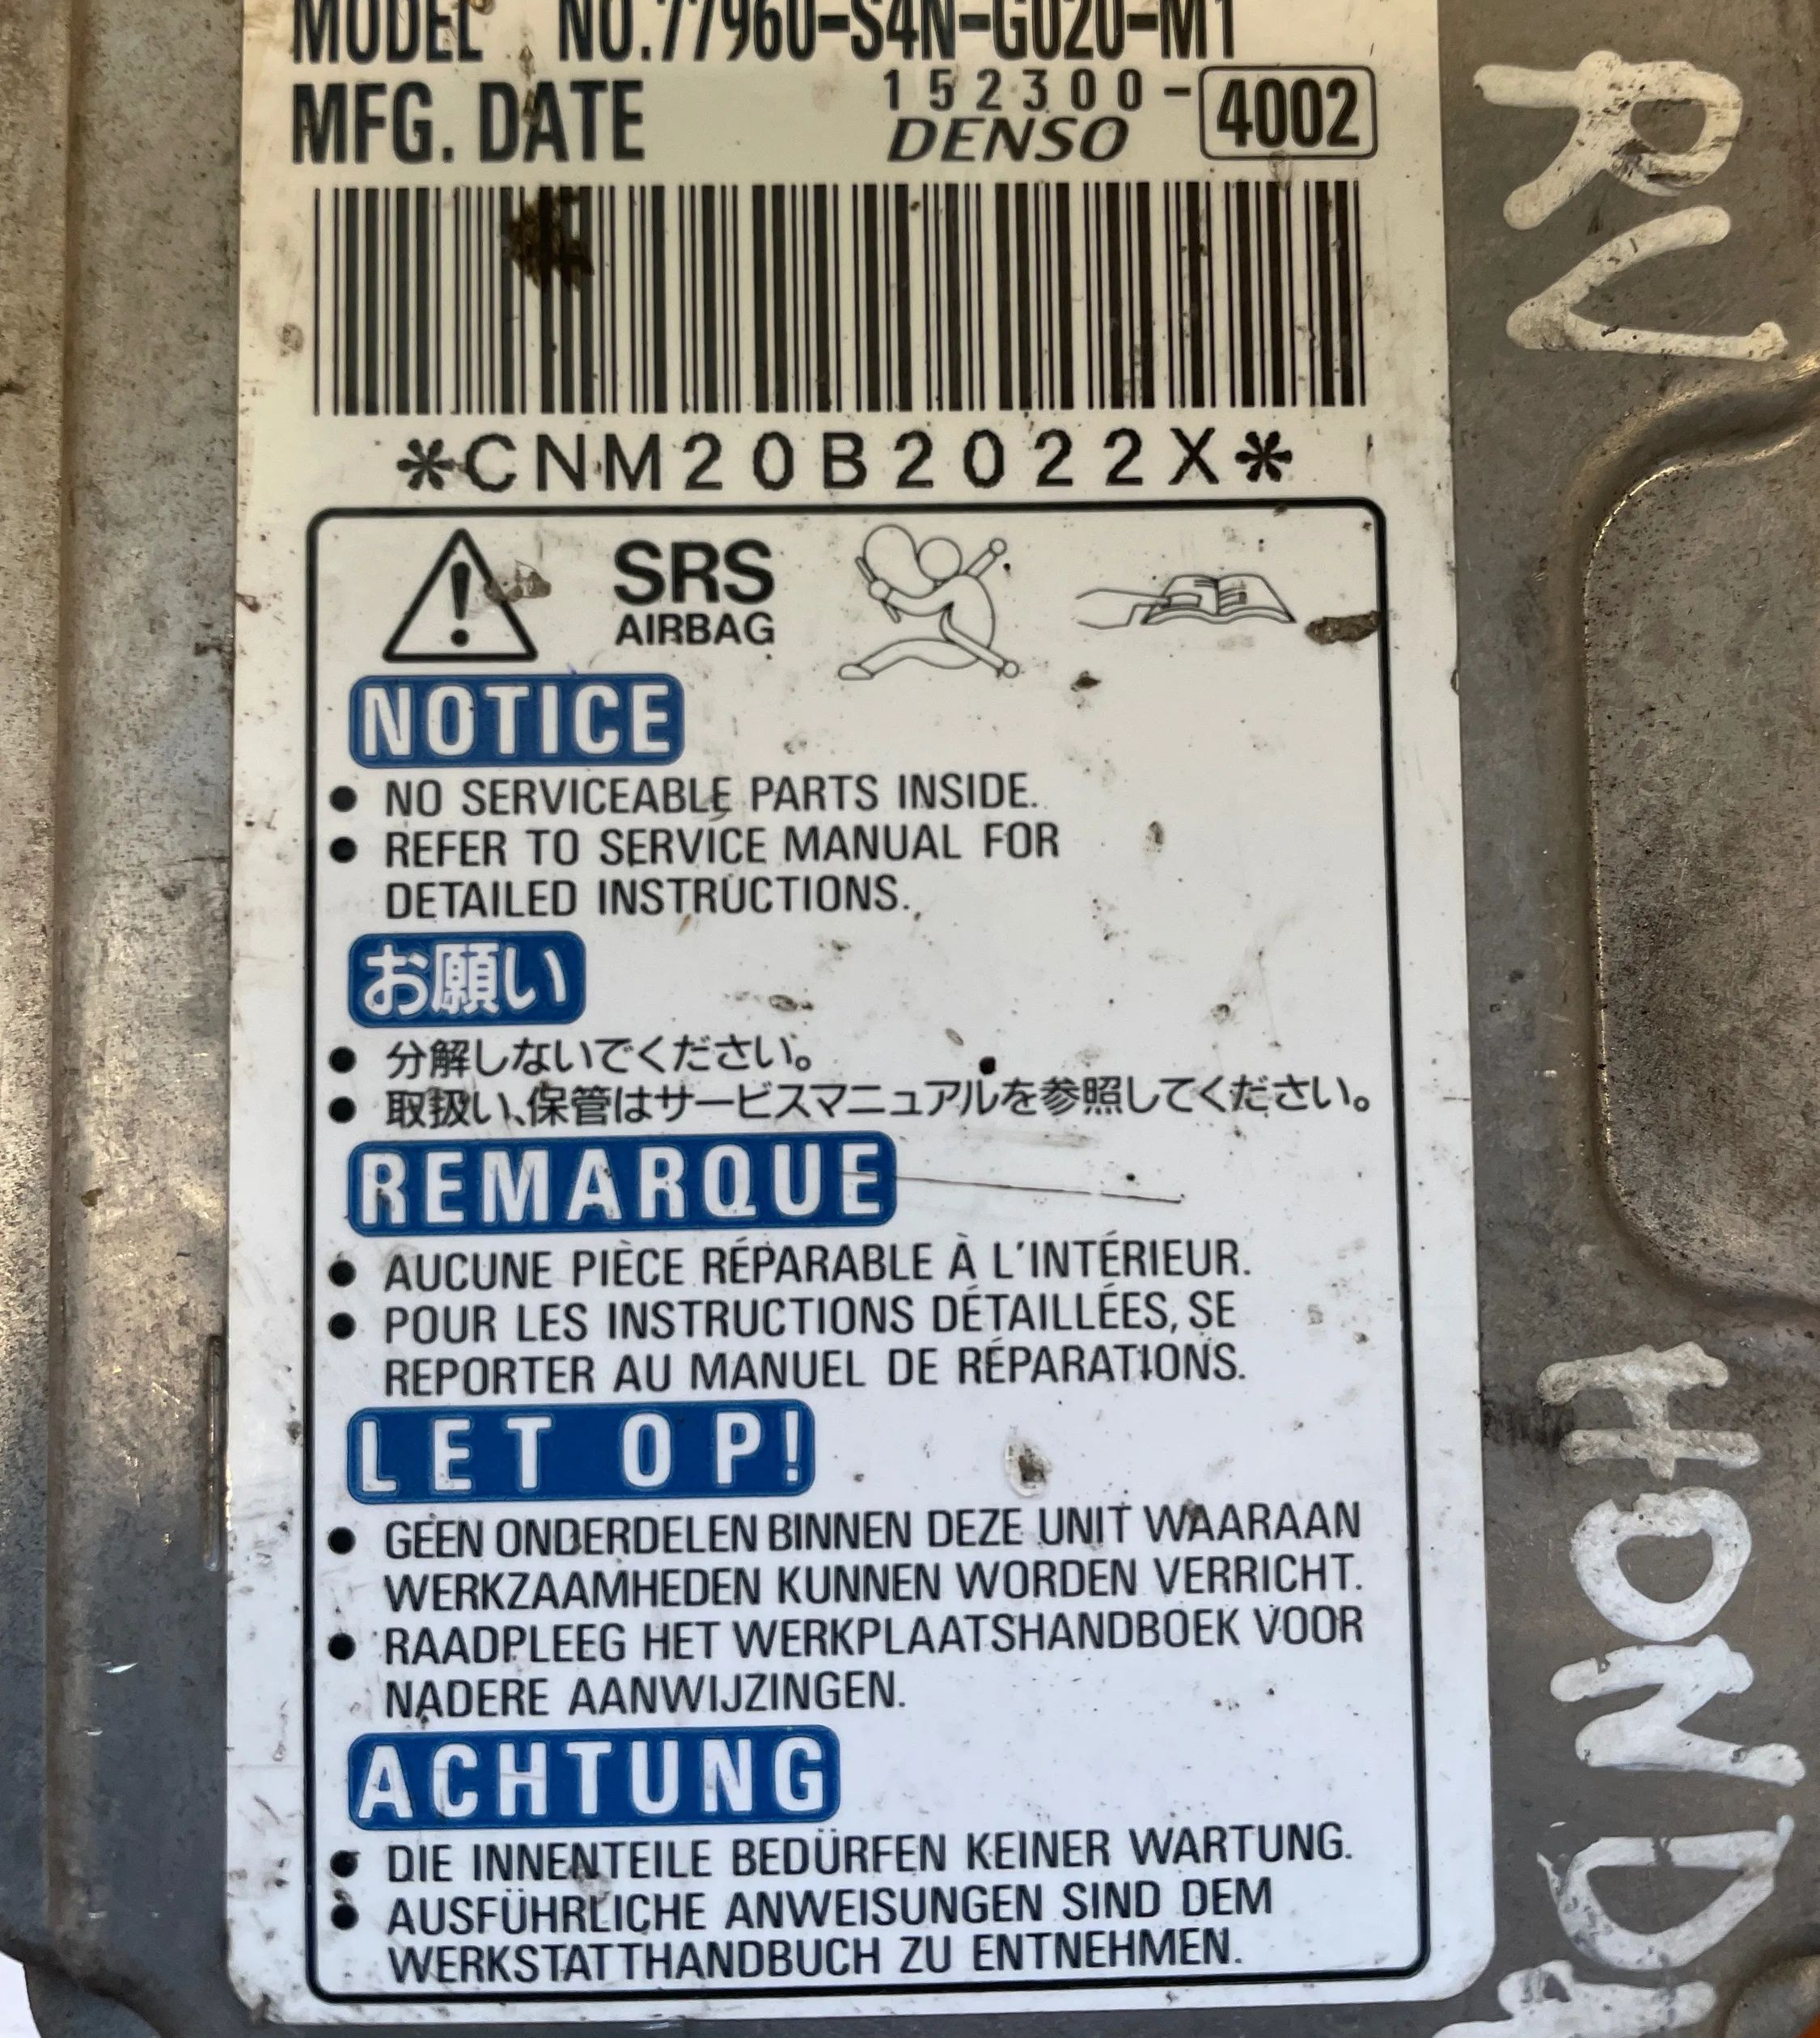 MODEL NO.77960-S4N-G020-M1
MFG. DATE 152300-4002
DENSO
*CNM20B2022X*
SRS
AIRBAG
NOTICE
● NO SERVICEABLE PARTS INSIDE.
● REFER TO SERVICE MANUAL FOR
DETAILED INSTRUCTIONS.
お願い
● 分解しないでください。
● 取扱い、保管はサービスマニュアルを参照してください。
REMARQUE
● AUCUNE PIÈCE RÉPARABLE À L'INTÉRIEUR.
● POUR LES INSTRUCTIONS DÉTAILLÉES, SE
REPORTER AU MANUEL DE RÉPARATIONS.
LET OP!
● GEEN ONDERDELEN BINNEN DEZE UNIT WAARAAN
WERKZAAMHEDEN KUNNEN WORDEN VERRICHT.
● RAADPLEEG HET WERKPLAATSHANDBOEK VOOR
NADERE AANWIJZINGEN.
ACHTUNG
● DIE INNENTEILE BEDÜRFEN KEINER WARTUNG.
● AUSFÜHRLICHE ANWEISUNGEN SIND DEM
WERKSTATTHANDBUCH ZU ENTNEHMEN.
RV
HONDA